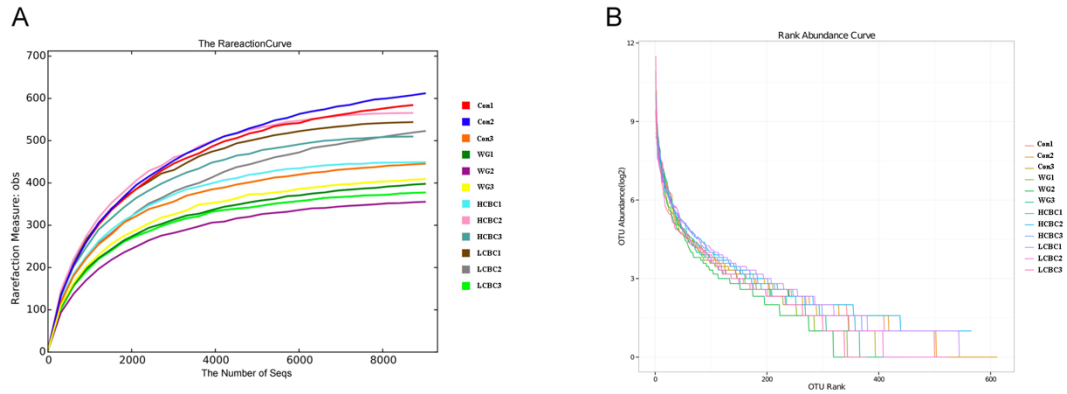 A
The RareactionCurve
Rarefraction Measure: obs
700
600
500
400
300
200
100
0
0 2000 4000 6000 8000
The Number of Seqs
Con1
Con2
Con3
WG1
WG2
WG3
HCBC1
HCBC2
HCBC3
LCBC1
LCBC2
LCBC3
B
Rank Abundance Curve
OTU Abundance(log2)
12
9
6
3
0
0 200 400 600
OTU Rank
Con1
Con2
Con3
WG1
WG2
WG3
HCBC1
HCBC2
HCBC3
LCBC1
LCBC2
LCBC3